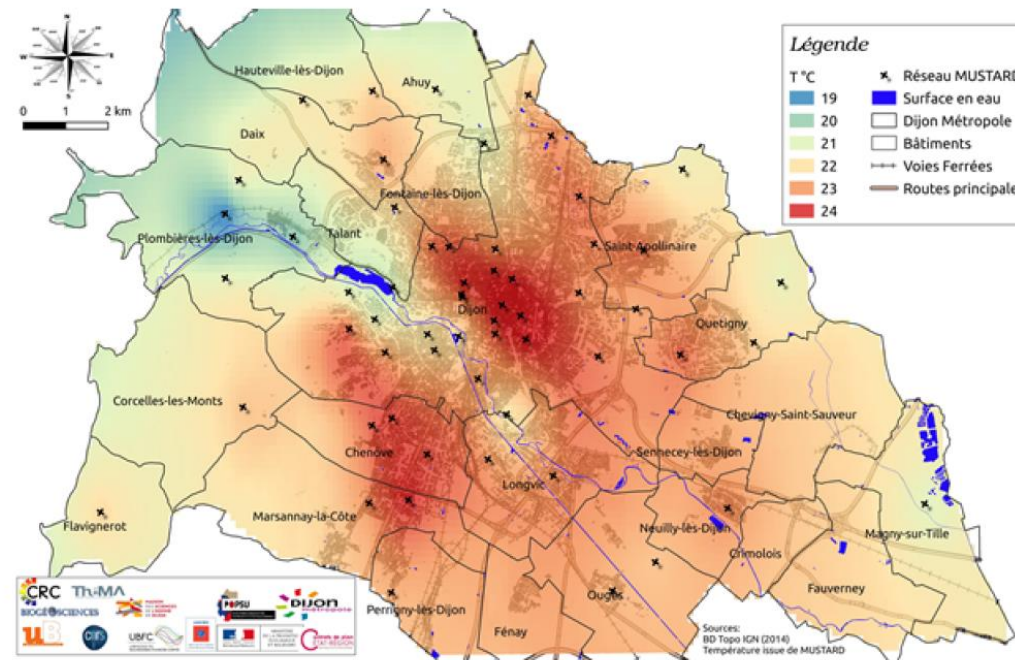 N
W
E
S
0 1 2 km
Hauteville-lès-Dijon
Ahuy
Daix
Fontaine-lès-Dijon
Talant
Plombières-lès-Dijon
Saint-Apollinaire
Dijon
Quetigny
Corcelles-les-Monts
Chevigny-Saint-Sauveur
Chenôve
Sennecey-lès-Dijon
Longvic
Flavignerot
Marsannay-la-Côte
Neuilly-lès-Dijon
Magny-sur-Tille
Crimolois
Fauverney
Ouges
Perrigny-lès-Dijon
Fénay
Légende
T °C
19
20
21
22
23
24
Réseau MUSTARD
Surface en eau
Dijon Métropole
Bâtiments
Voies Ferrées
Routes principale
CRC
ThéMA
BIOGÉOSCIENCES
POPSU
DIJON
métropole
uB
cnrs
UBFC
Sources:
BD Topo IGN (2014)
Température issue de MUSTARD